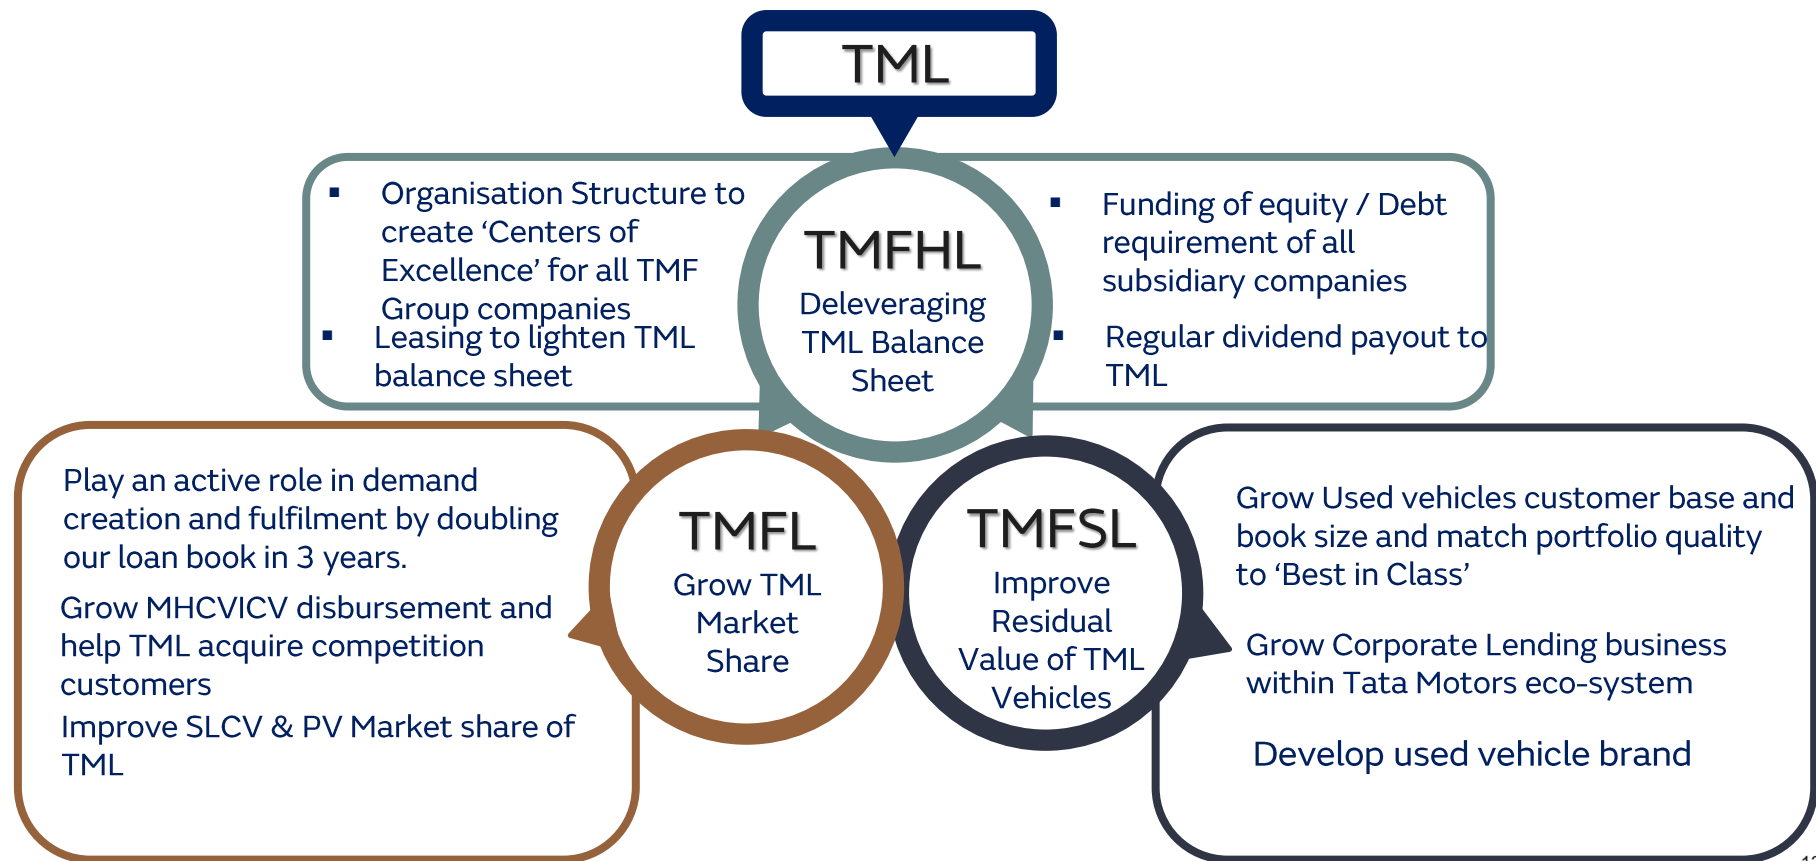 TML
▪ Organisation Structure to
create ‘Centers of
Excellence’ for all TMF
Group companies
▪ Leasing to lighten TML
balance sheet
TMFHL
Deleveraging
TML Balance
Sheet
▪ Funding of equity / Debt
requirement of all
subsidiary companies
▪ Regular dividend payout to
TML
Play an active role in demand
creation and fulfilment by doubling
our loan book in 3 years.
Grow MHCVICV disbursement and
help TML acquire competition
customers
Improve SLCV & PV Market share of
TML
TMFL
Grow TML
Market
Share
TMFSL
Improve
Residual
Value of TML
Vehicles
Grow Used vehicles customer base and
book size and match portfolio quality
to ‘Best in Class’
Grow Corporate Lending business
within Tata Motors eco-system
Develop used vehicle brand